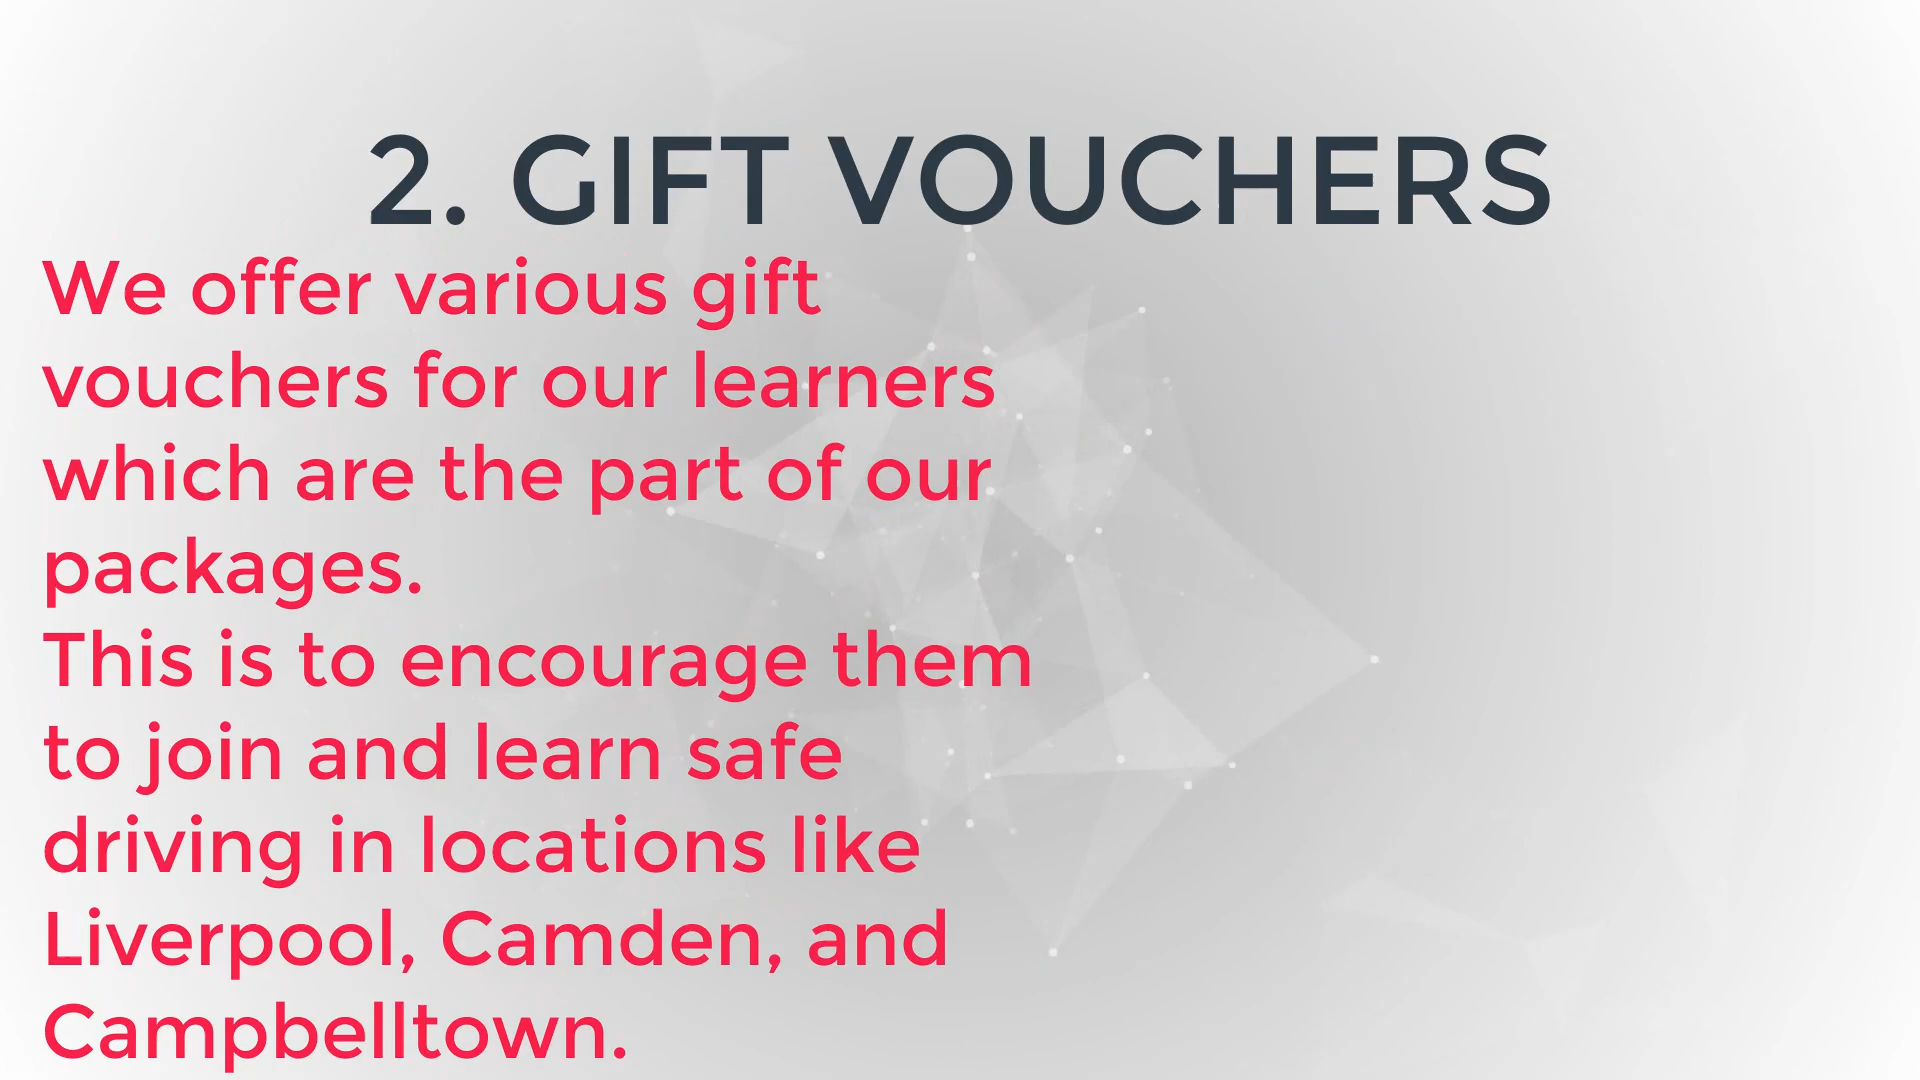 2. GIFT VOUCHERS
We offer various gift
vouchers for our learners
which are the part of our
packages.
This is to encourage them
to join and learn safe
driving in locations like
Liverpool, Camden, and
Campbelltown.